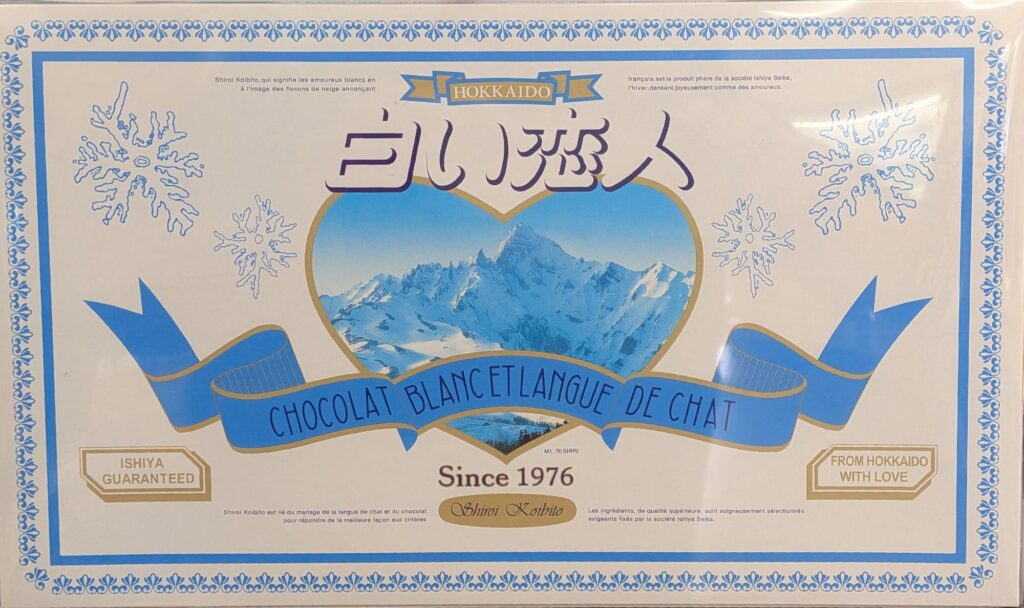 HOKKAIDO
Shiroi Koibito, qui signifie les amoureux blancs en
à l'image des flocons de neige annonçant
français,est le produit phare de la société Ishiya Seika,
l'hiver,dansant joyeusement comme des amoureux.
白い恋人
CHOCOLAT BLANC ET LANGUE DE CHAT
MT. RISHIRI
ISHIYA
GUARANTEED
FROM HOKKAIDO
WITH LOVE
Since 1976
Shiroi Koibito
Shiroi Koibito est né du mariage de la langue de chat et du chocolat.
pour répondre de la meilleure façon aux critères
Les ingrédients, de qualité supérieure, sont soigneusement sélectionnés
exigeants fixés par la société Ishiya Seika.